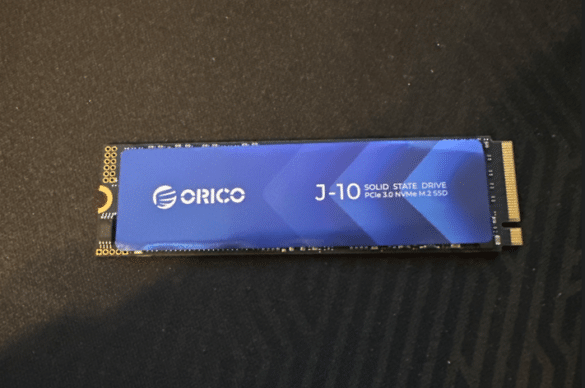 ORICO
J-10
SOLID STATE DRIVE
PCIe 3.0 NVMe M.2 SSD